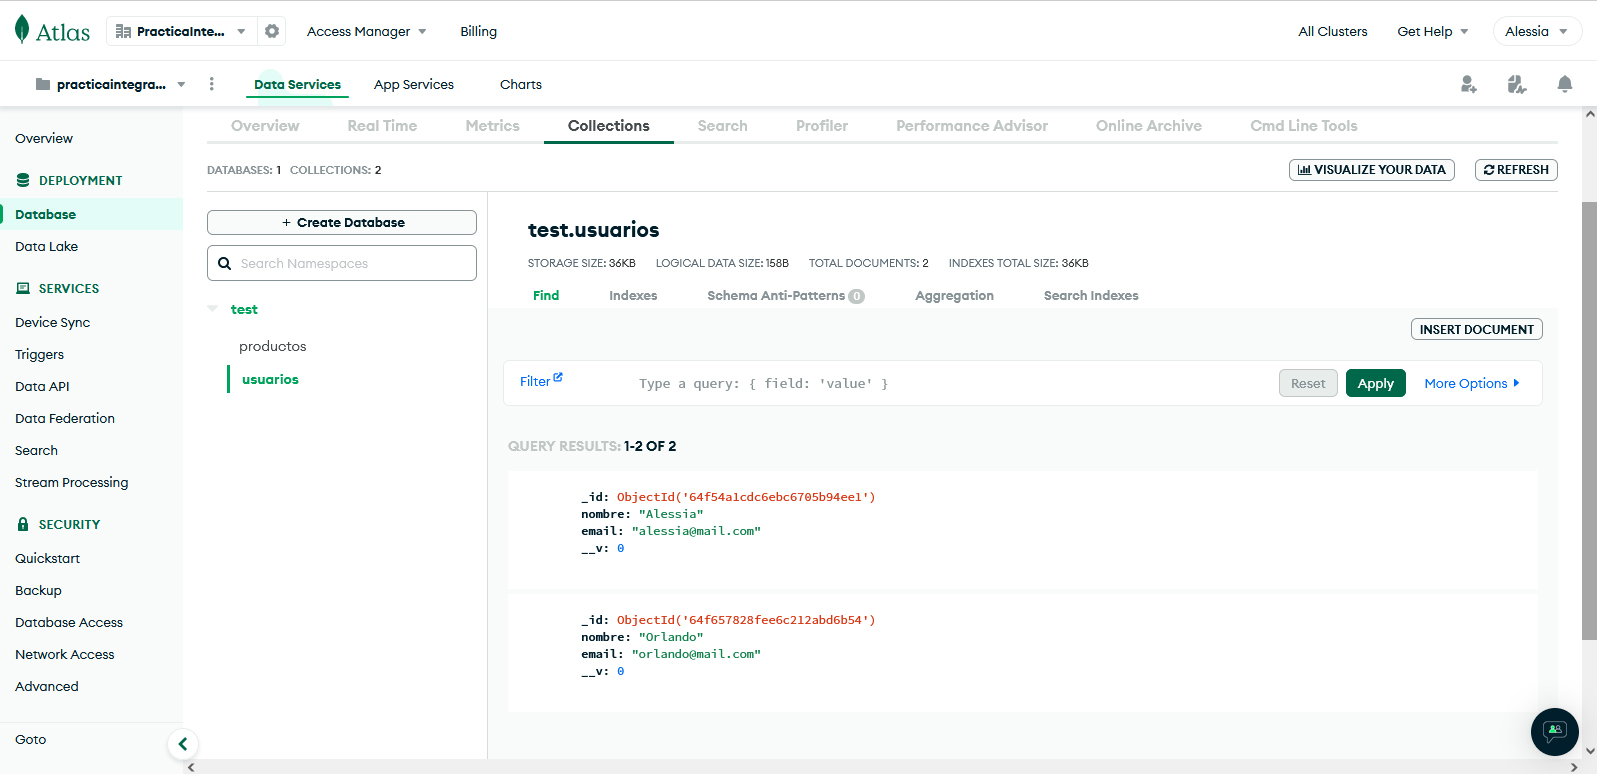 Atlas
PracticaInte...
Access Manager
Billing
All Clusters
Get Help
Alessia
practicaintegra...
Data Services
App Services
Charts
Overview
DEPLOYMENT
Database
Data Lake
SERVICES
Device Sync
Triggers
Data API
Data Federation
Search
Stream Processing
SECURITY
Quickstart
Backup
Database Access
Network Access
Advanced
Goto
Overview
Real Time
Metrics
Collections
Search
Profiler
Performance Advisor
Online Archive
Cmd Line Tools
DATABASES: 1 COLLECTIONS: 2
VISUALIZE YOUR DATA
REFRESH
+ Create Database
Search Namespaces
test
productos
usuarios
test.usuarios
STORAGE SIZE: 36KB LOGICAL DATA SIZE: 158B TOTAL DOCUMENTS: 2 INDEXES TOTAL SIZE: 36KB
Find
Indexes
Schema Anti-Patterns 0
Aggregation
Search Indexes
INSERT DOCUMENT
Filter
Type a query: { field: 'value' }
Reset
Apply
More Options
QUERY RESULTS: 1-2 OF 2
_id: ObjectId('64f54a1cdc6ebc6705b94ee1')
nombre: "Alessia"
email: "alessia@mail.com"
__v: 0
_id: ObjectId('64f657828fee6c212abd6b54')
nombre: "Orlando"
email: "orlando@mail.com"
__v: 0